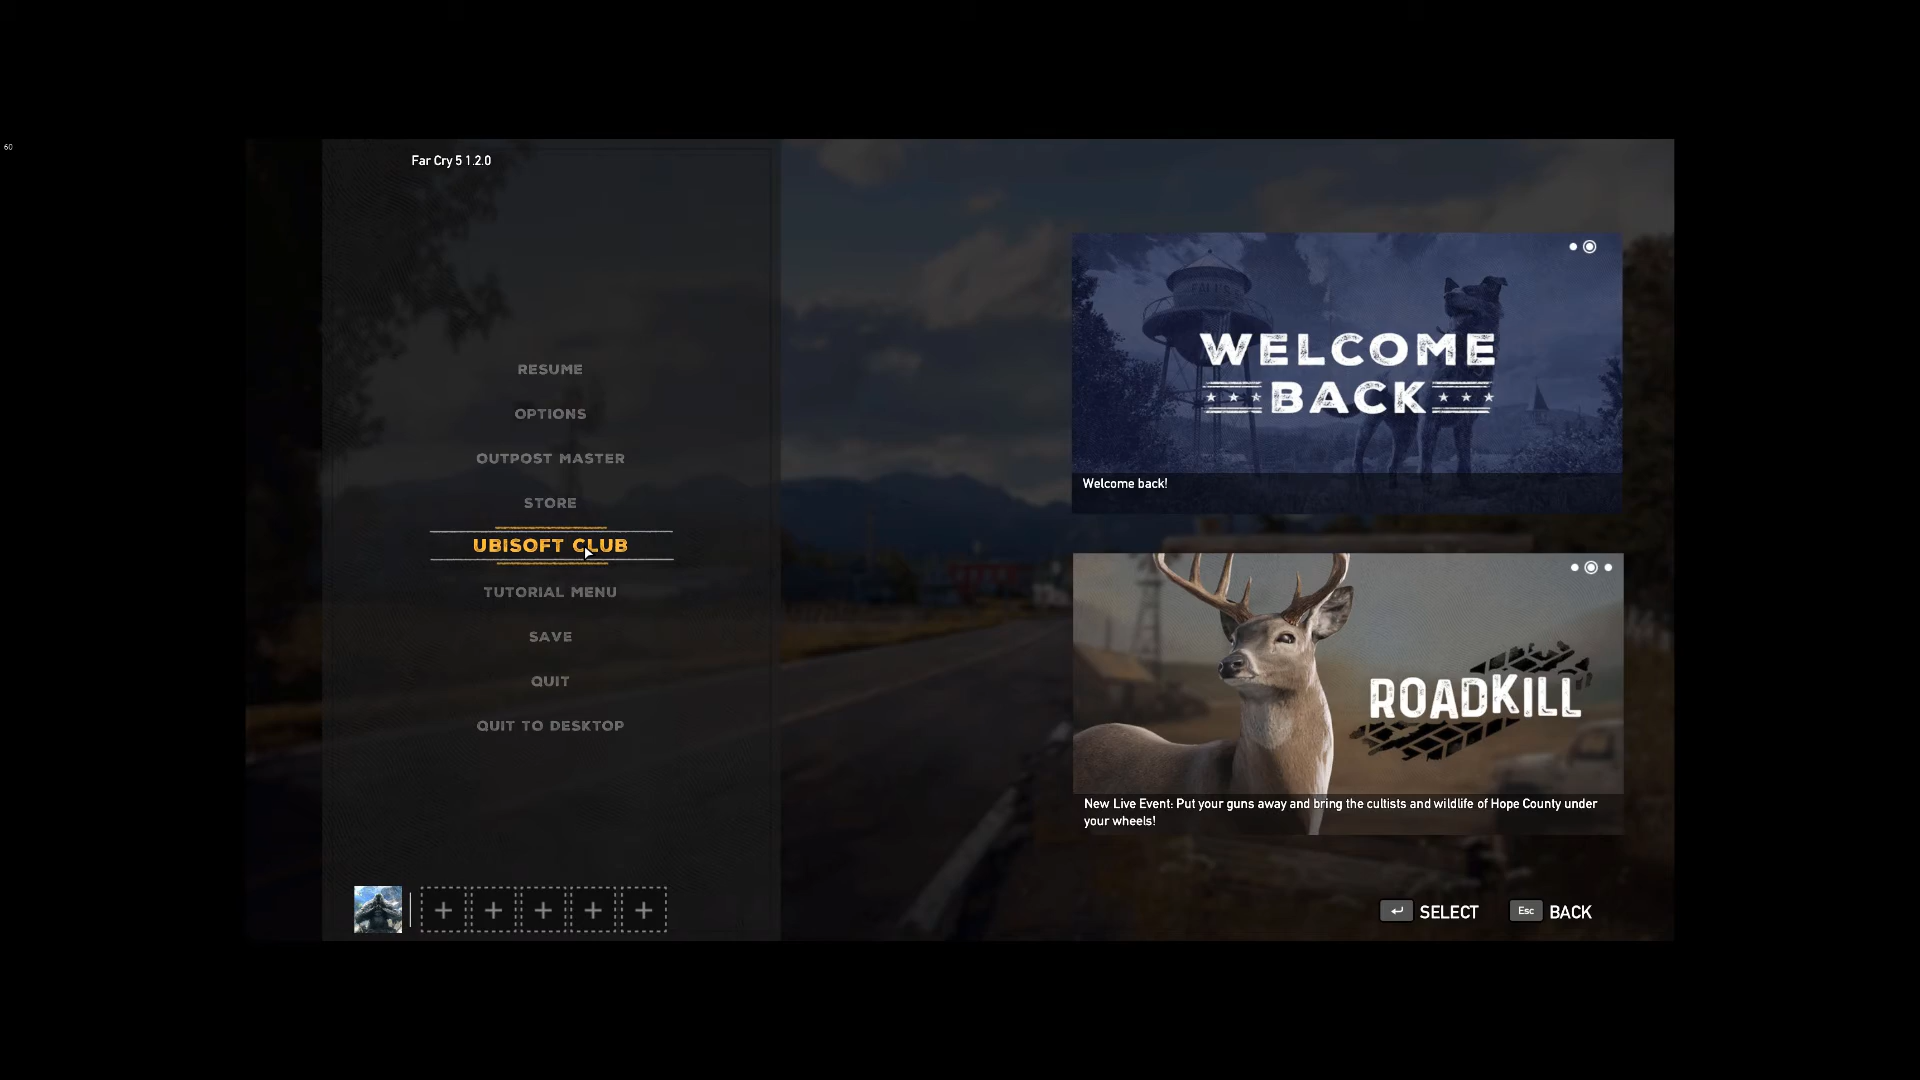 60
Far Cry 5 1.2.0
RESUME
OPTIONS
OUTPOST MASTER
STORE
UBISOFT CLUB
TUTORIAL MENU
SAVE
QUIT
QUIT TO DESKTOP
FALL'S
WELCOME
BACK
Welcome back!
ROADKILL
New Live Event: Put your guns away and bring the cultists and wildlife of Hope County under
your wheels!
SELECT
Esc BACK